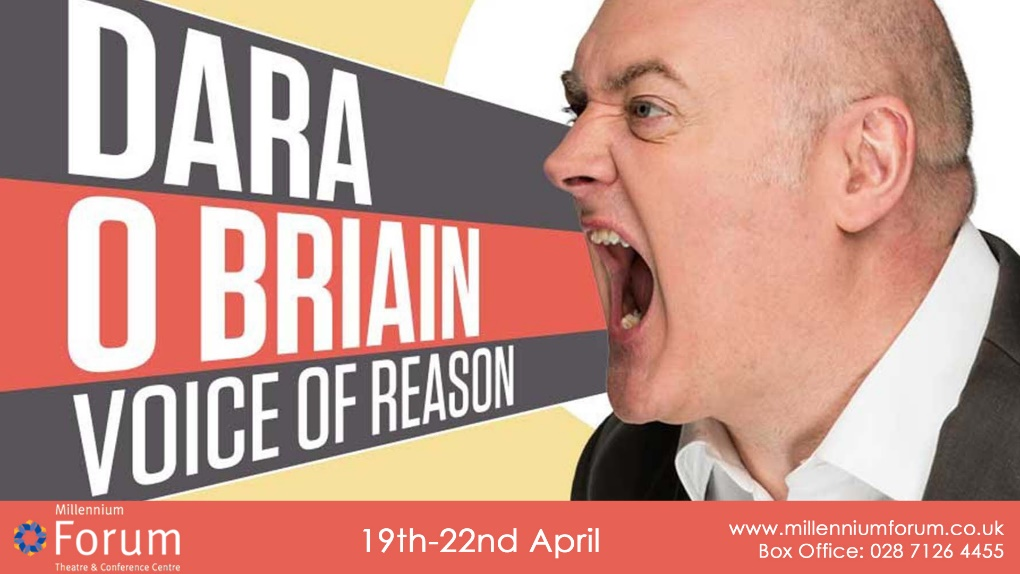 DARA
O BRIAIN
VOICE OF REASON
Millennium
Forum
Theatre & Conference Centre
19th-22nd April
www.millenniumforum.co.uk
Box Office: 028 7126 4455